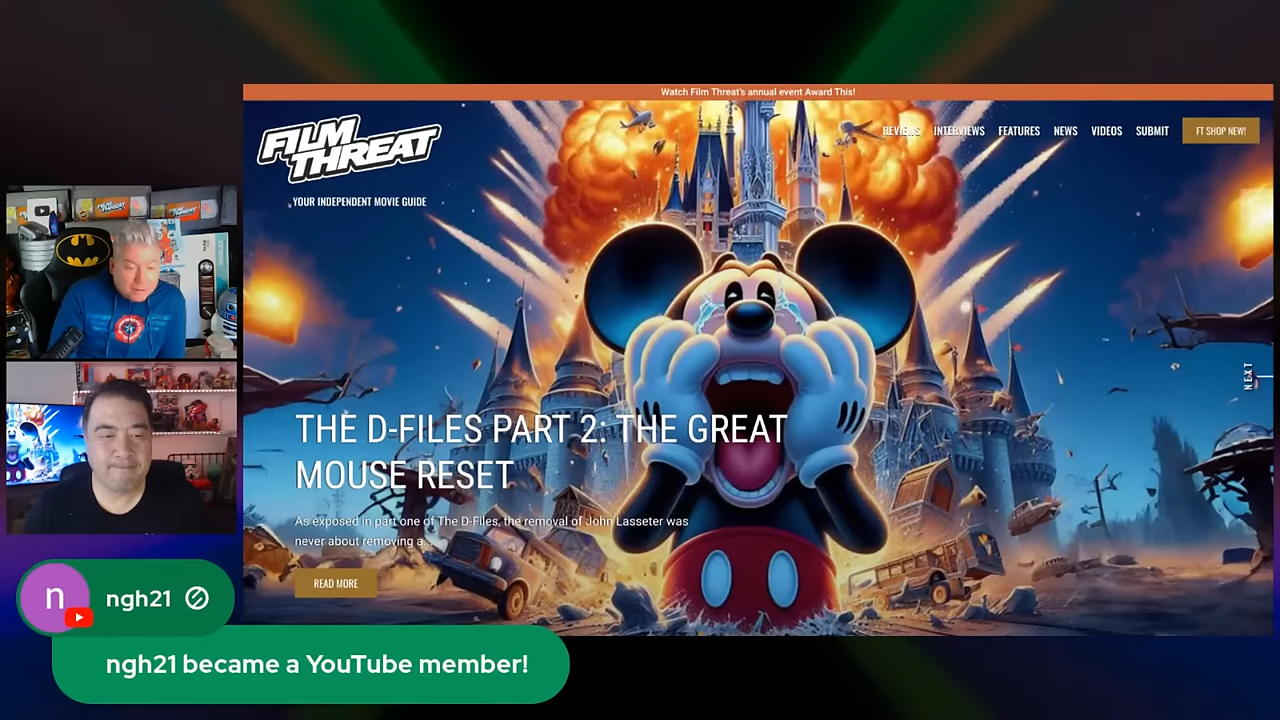 Watch Film Threat's annual event Award This!
FILM
THREAT
YOUR INDEPENDENT MOVIE GUIDE
REVIEWS
INTERVIEWS
FEATURES
NEWS
VIDEOS
SUBMIT
FT SHOP NEW!
NEXT
THE D-FILES PART 2: THE GREAT
MOUSE RESET
As exposed in part one of The D-Files, the removal of John Lasseter was
never about removing a...
READ MORE
n
ngh21
ngh21 became a YouTube member!